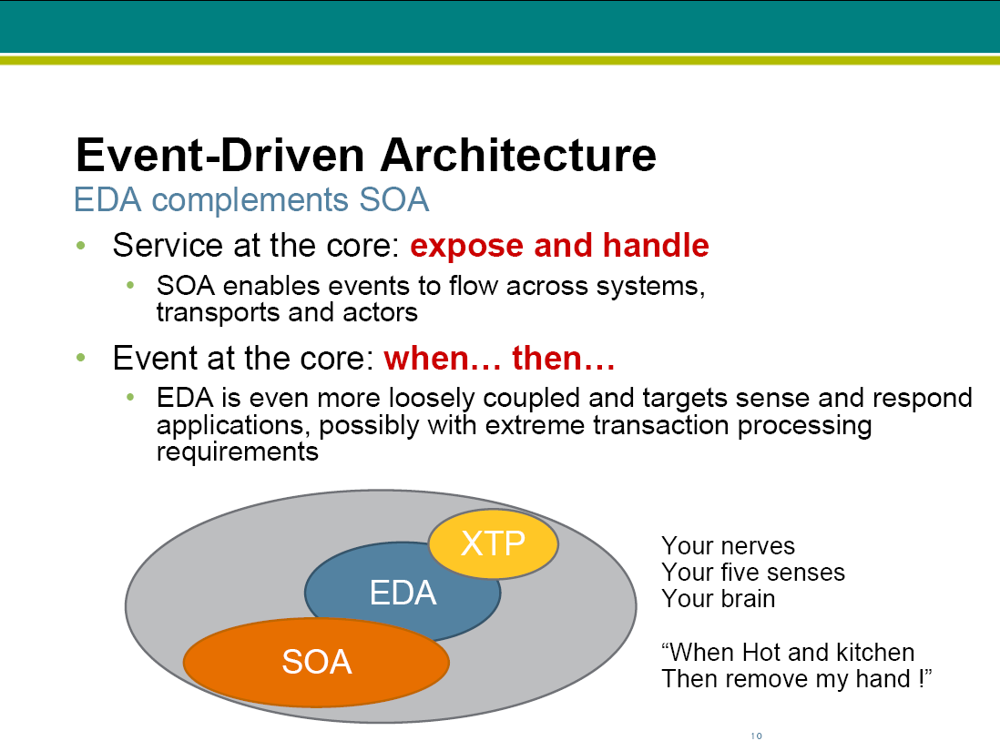 Event-Driven Architecture
EDA complements SOA
• Service at the core: expose and handle
• SOA enables events to flow across systems,
transports and actors
• Event at the core: when… then…
• EDA is even more loosely coupled and targets sense and respond
applications, possibly with extreme transaction processing
requirements
XTP
EDA
SOA
Your nerves
Your five senses
Your brain
“When Hot and kitchen
Then remove my hand !”
10